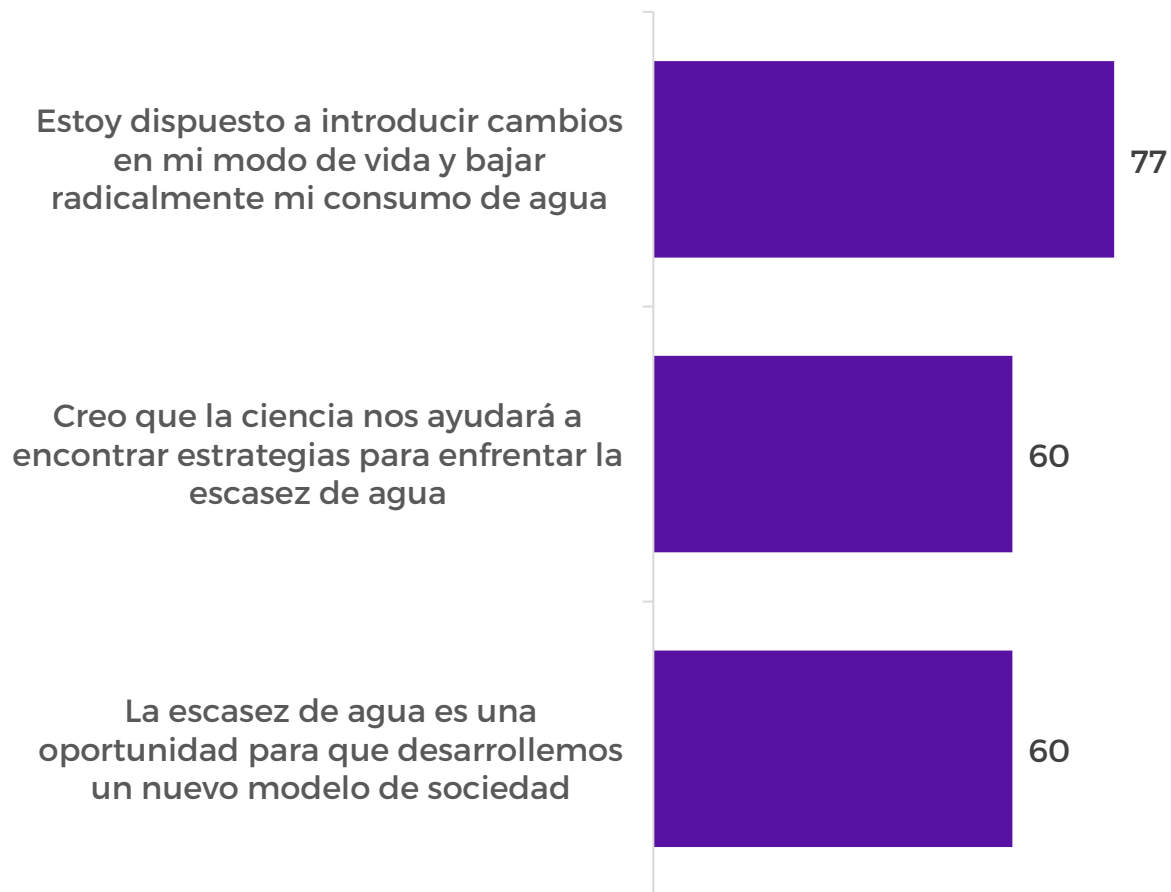 Estoy dispuesto a introducir cambios
en mi modo de vida y bajar
radicalmente mi consumo de agua
77
Creo que la ciencia nos ayudará a
encontrar estrategias para enfrentar la
escasez de agua
60
La escasez de agua es una
oportunidad para que desarrollemos
un nuevo modelo de sociedad
60